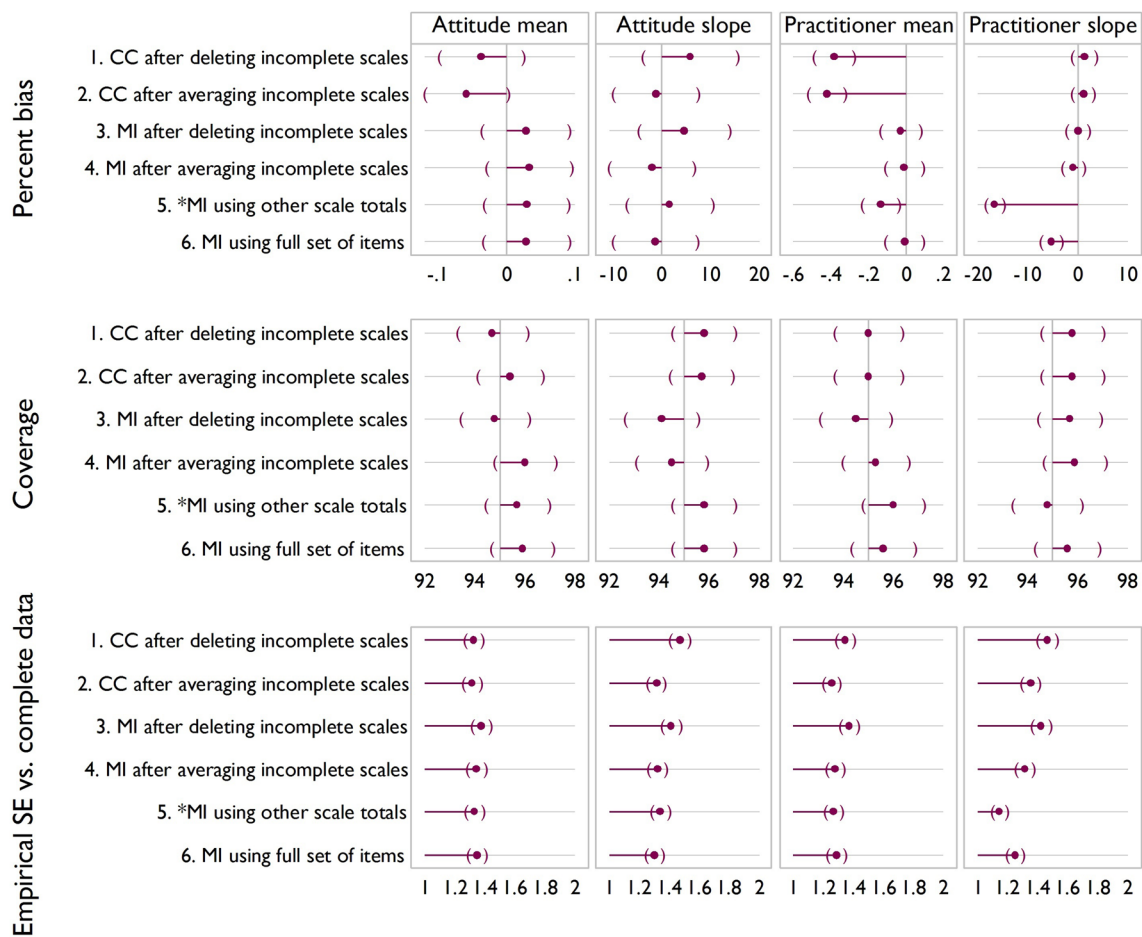 Attitude mean Attitude slope Practitioner mean Practitioner slope
Percent bias
1. CC after deleting incomplete scales
2. CC after averaging incomplete scales
3. MI after deleting incomplete scales
4. MI after averaging incomplete scales
5. *MI using other scale totals
6. MI using full set of items
-.1 0 .1 -10 0 10 20 -.6 -.4 -.2 0 .2 -20 -10 0 10
Coverage
1. CC after deleting incomplete scales
2. CC after averaging incomplete scales
3. MI after deleting incomplete scales
4. MI after averaging incomplete scales
5. *MI using other scale totals
6. MI using full set of items
92 94 96 98 92 94 96 98 92 94 96 98 92 94 96 98
Empirical SE vs. complete data
1. CC after deleting incomplete scales
2. CC after averaging incomplete scales
3. MI after deleting incomplete scales
4. MI after averaging incomplete scales
5. *MI using other scale totals
6. MI using full set of items
1 1.2 1.4 1.6 1.8 2 1 1.2 1.4 1.6 1.8 2 1 1.2 1.4 1.6 1.8 2 1 1.2 1.4 1.6 1.8 2